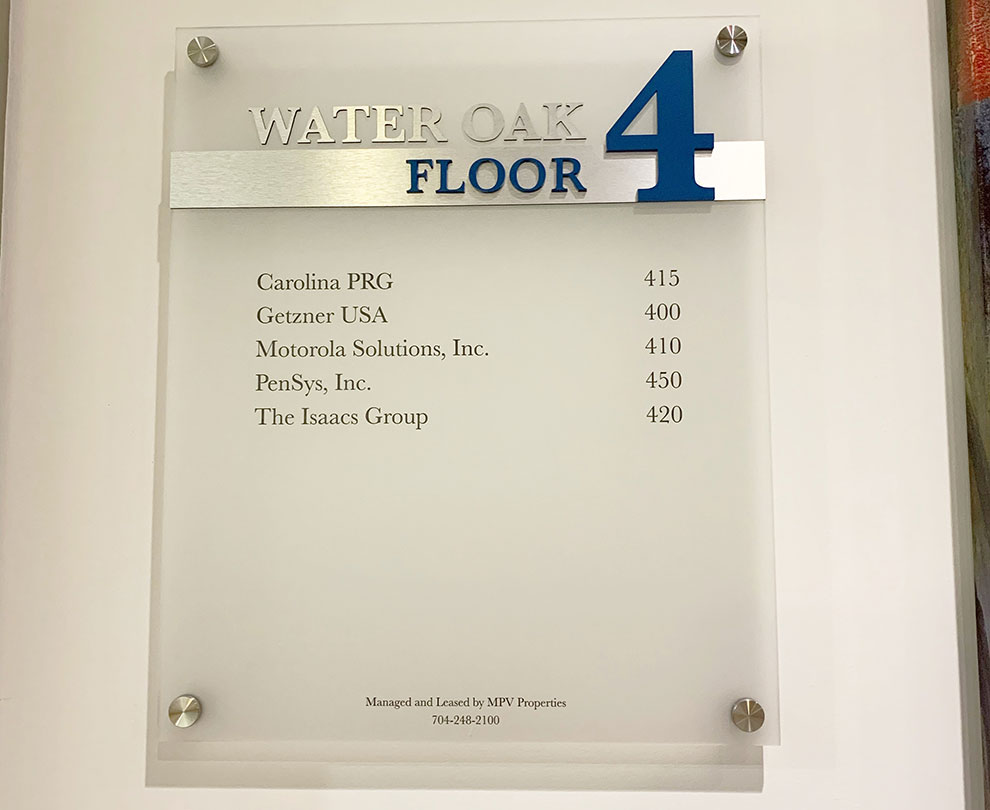 WATER OAK 4
FLOOR
Carolina PRG 415
Getzner USA 400
Motorola Solutions, Inc. 410
PenSys, Inc. 450
The Isaacs Group 420
Managed and Leased by MPV Properties
704-248-2100